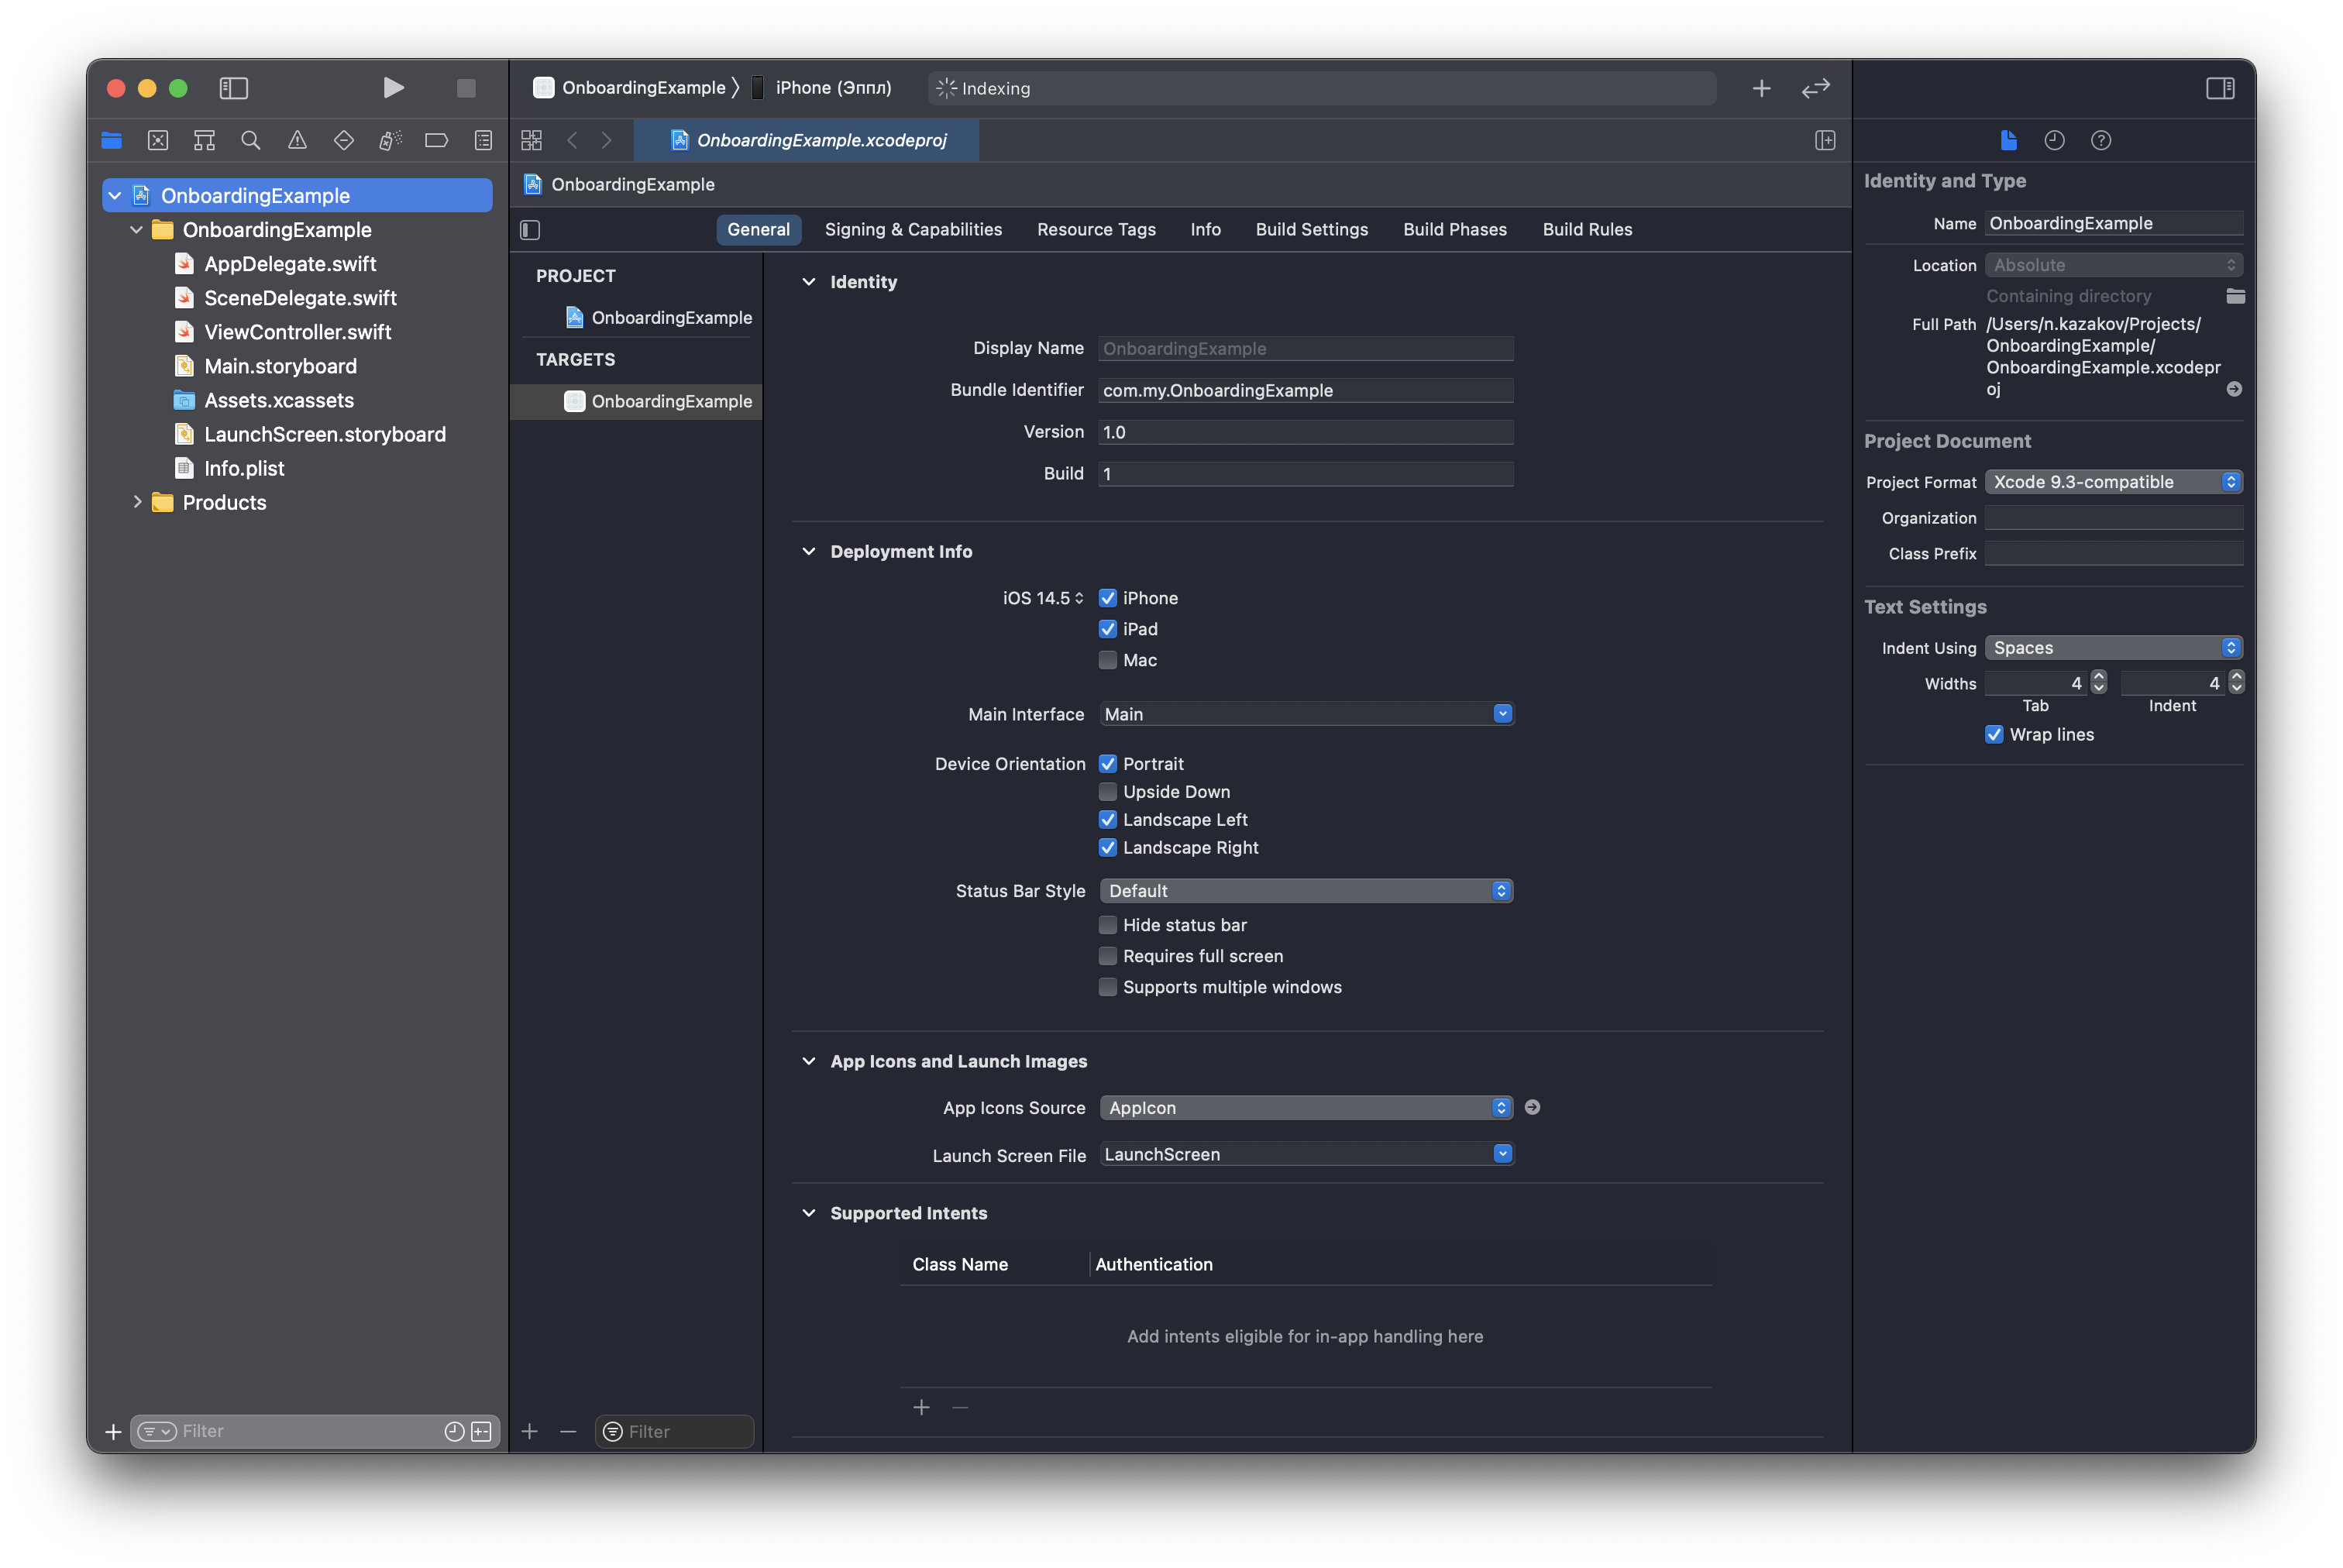 OnboardingExample 〉 iPhone (Эппл)
Indexing
OnboardingExample.xcodeproj
OnboardingExample
AppDelegate.swift
SceneDelegate.swift
ViewController.swift
Main.storyboard
Assets.xcassets
LaunchScreen.storyboard
Info.plist
Products
OnboardingExample
Filter
OnboardingExample
General Signing & Capabilities Resource Tags Info Build Settings Build Phases Build Rules
PROJECT
OnboardingExample
TARGETS
OnboardingExample
Filter
Identity
Display Name OnboardingExample
Bundle Identifier com.my.OnboardingExample
Version 1.0
Build 1
Deployment Info
iOS 14.5 iPhone
iPad
Mac
Main Interface Main
Device Orientation Portrait
Upside Down
Landscape Left
Landscape Right
Status Bar Style Default
Hide status bar
Requires full screen
Supports multiple windows
App Icons and Launch Images
App Icons Source AppIcon
Launch Screen File LaunchScreen
Supported Intents
Class Name Authentication
Add intents eligible for in-app handling here
Identity and Type
Name OnboardingExample
Location Absolute
Containing directory
Full Path /Users/n.kazakov/Projects/
OnboardingExample/
OnboardingExample.xcodepr
oj
Project Document
Project Format Xcode 9.3-compatible
Organization
Class Prefix
Text Settings
Indent Using Spaces
Widths 4 4
Tab Indent
Wrap lines